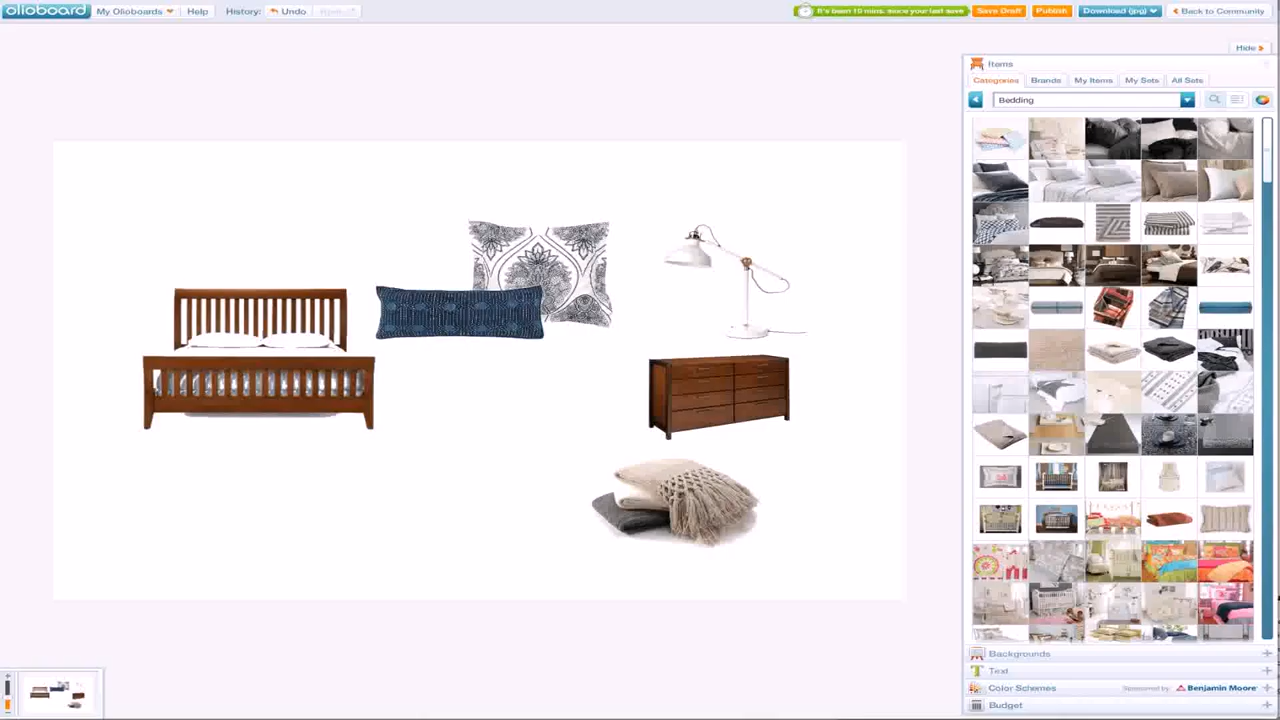 olioboard My Olioboards Help History: Undo It's been 10 mins. since your last save Save Draft Publish Download (jpg) Back to Community
Hide
Items
Categories Brands My Items My Sets All Sets
Bedding
Backgrounds
Text
Color Schemes Sponsored by: Benjamin Moore
Budget